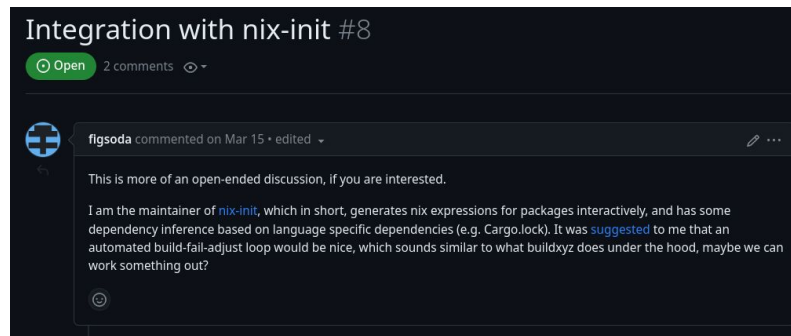 Integration with nix-init #8
Open 2 comments
figsoda commented on Mar 15 • edited
This is more of an open-ended discussion, if you are interested.
I am the maintainer of nix-init, which in short, generates nix expressions for packages interactively, and has some
dependency inference based on language specific dependencies (e.g. Cargo.lock). It was suggested to me that an
automated build-fail-adjust loop would be nice, which sounds similar to what buildxyz does under the hood, maybe we can
work something out?